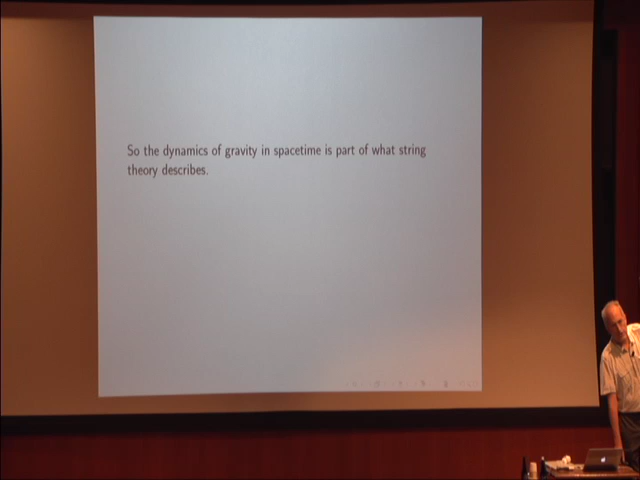 So the dynamics of gravity in spacetime is part of what string
theory describes.